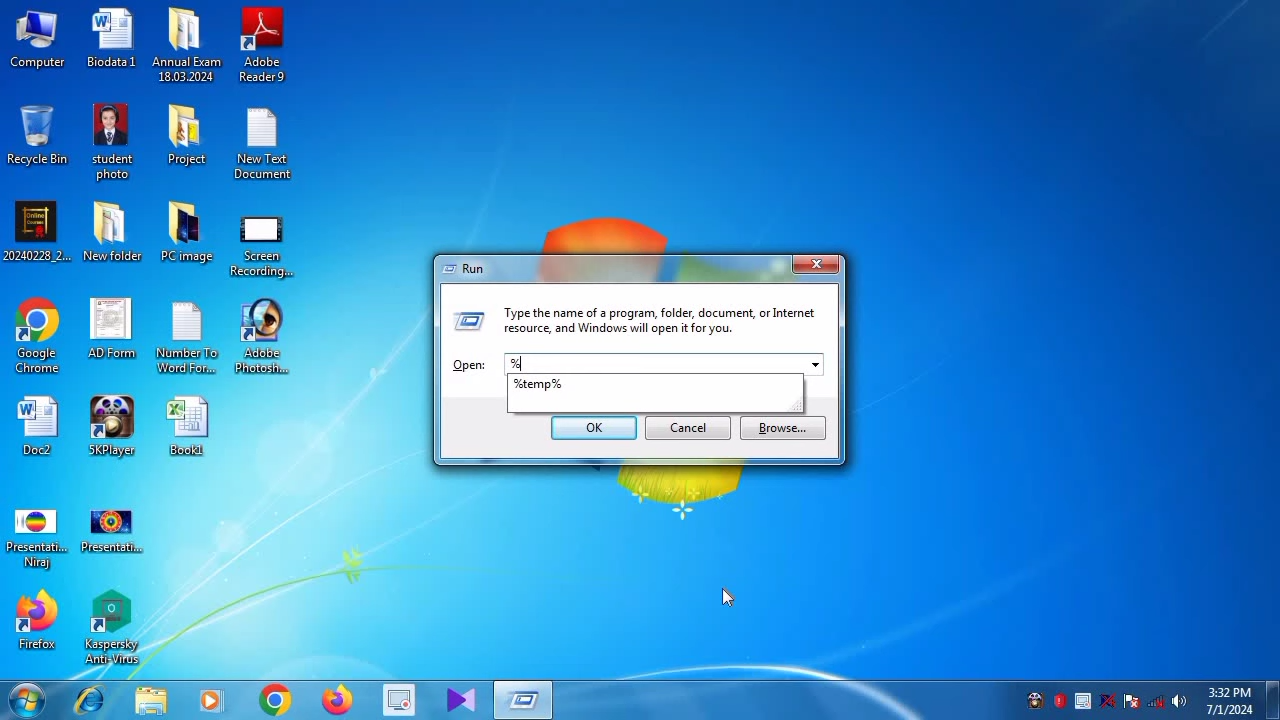 Computer
Biodata 1
Annual Exam
18.03.2024
Adobe
Reader 9
Recycle Bin
student
photo
Project
New Text
Document
Online
Courses
20240228_2...
New folder
PC image
Screen
Recording...
Google
Chrome
AD Form
Number To
Word For...
Adobe
Photosh...
Doc2
5KPlayer
Book1
Presentati...
Niraj
Presentati...
Firefox
Kaspersky
Anti-Virus
Run
Type the name of a program, folder, document, or Internet
resource, and Windows will open it for you.
Open:
%
%temp%
OK
Cancel
Browse...
3:32 PM
7/1/2024